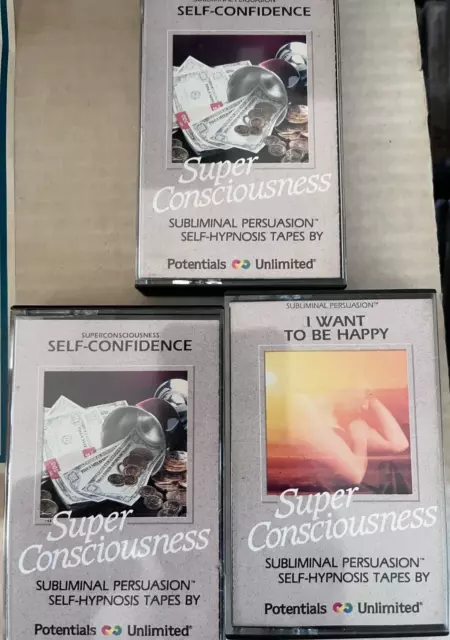 SUBLIMINAL PERSUASION
SELF-CONFIDENCE
Super
Consciousness
SUBLIMINAL PERSUASION™
SELF-HYPNOSIS TAPES BY
Potentials Unlimited®
SUPERCONSCIOUSNESS
SELF-CONFIDENCE
Super
Consciousness
SUBLIMINAL PERSUASION™
SELF-HYPNOSIS TAPES BY
Potentials Unlimited®
SUBLIMINAL PERSUASION™
I WANT
TO BE HAPPY
Super
Consciousness
SUBLIMINAL PERSUASION™
SELF-HYPNOSIS TAPES BY
Potentials Unlimited®